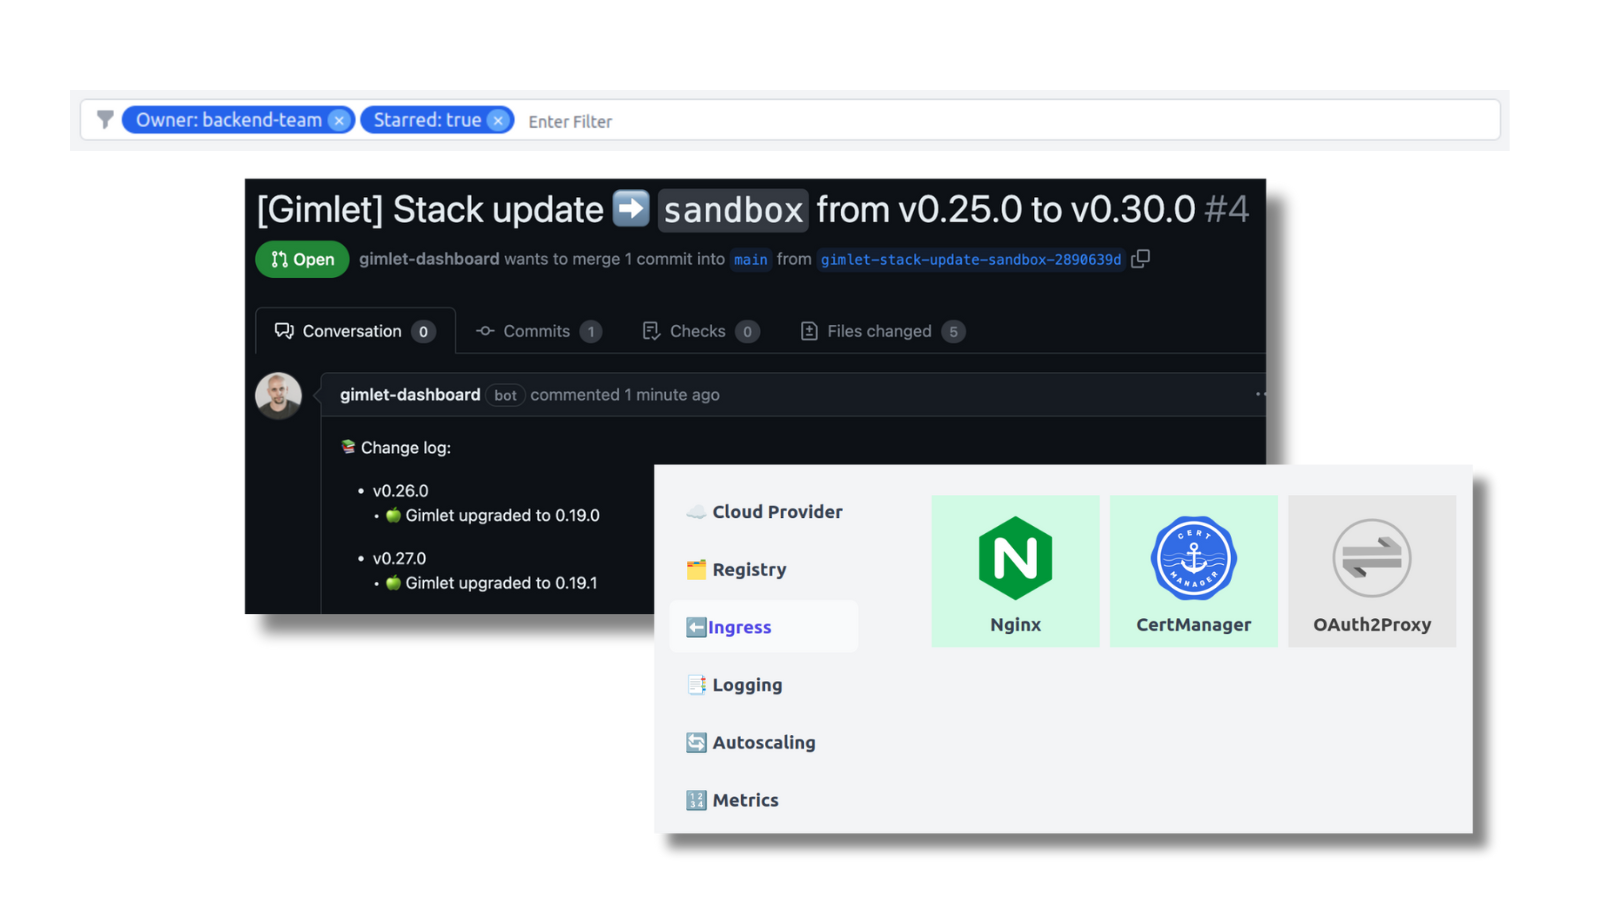 Owner: backend-team × Starred: true × Enter Filter
[Gimlet] Stack update ➡️ sandbox from v0.25.0 to v0.30.0 #4
Open gimlet-dashboard wants to merge 1 commit into main from gimlet-stack-update-sandbox-2890639d
Conversation 0 Commits 1 Checks 0 Files changed 5
gimlet-dashboard bot commented 1 minute ago
📚 Change log:
• v0.26.0
• 🍏 Gimlet upgraded to 0.19.0
• v0.27.0
• 🍏 Gimlet upgraded to 0.19.1
☁️ Cloud Provider
🗂️ Registry
⬅️Ingress
📑 Logging
🔄 Autoscaling
🔢 Metrics
N
Nginx
CERT
MANAGER
CertManager
OAuth2Proxy